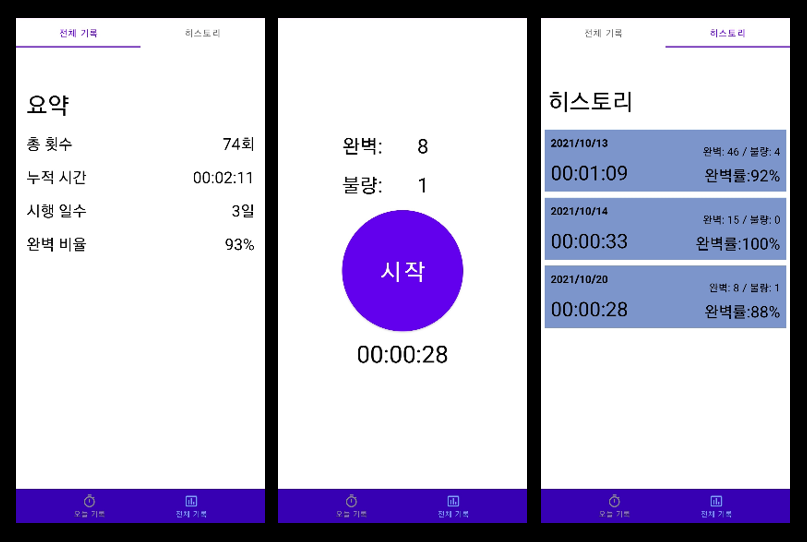 전체 기록 히스토리
요약
총 횟수 74회
누적 시간 00:02:11
시행 일수 3일
완벽 비율 93%
오늘 기록 전체 기록
완벽: 8
불량: 1
시작
00:00:28
오늘 기록 전체 기록
전체 기록 히스토리
히스토리
2021/10/13
완벽: 46 / 불량: 4
00:01:09 완벽률:92%
2021/10/14
완벽: 15 / 불량: 0
00:00:33 완벽률:100%
2021/10/20
완벽: 8 / 불량: 1
00:00:28 완벽률:88%
오늘 기록 전체 기록